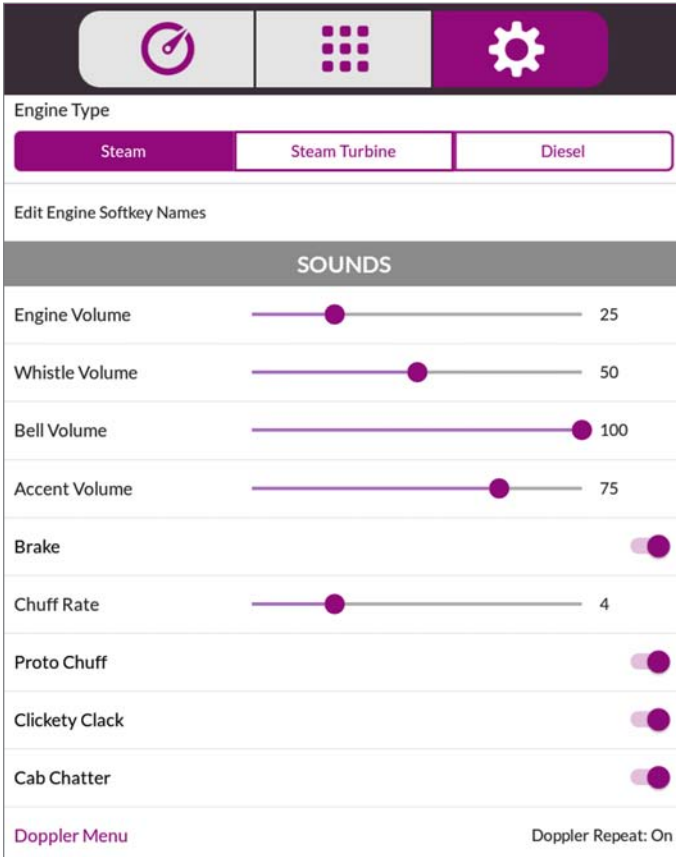 Engine Type
Steam Steam Turbine Diesel
Edit Engine Softkey Names
SOUNDS
Engine Volume 25
Whistle Volume 50
Bell Volume 100
Accent Volume 75
Brake
Chuff Rate 4
Proto Chuff
Clickety Clack
Cab Chatter
Doppler Menu Doppler Repeat: On